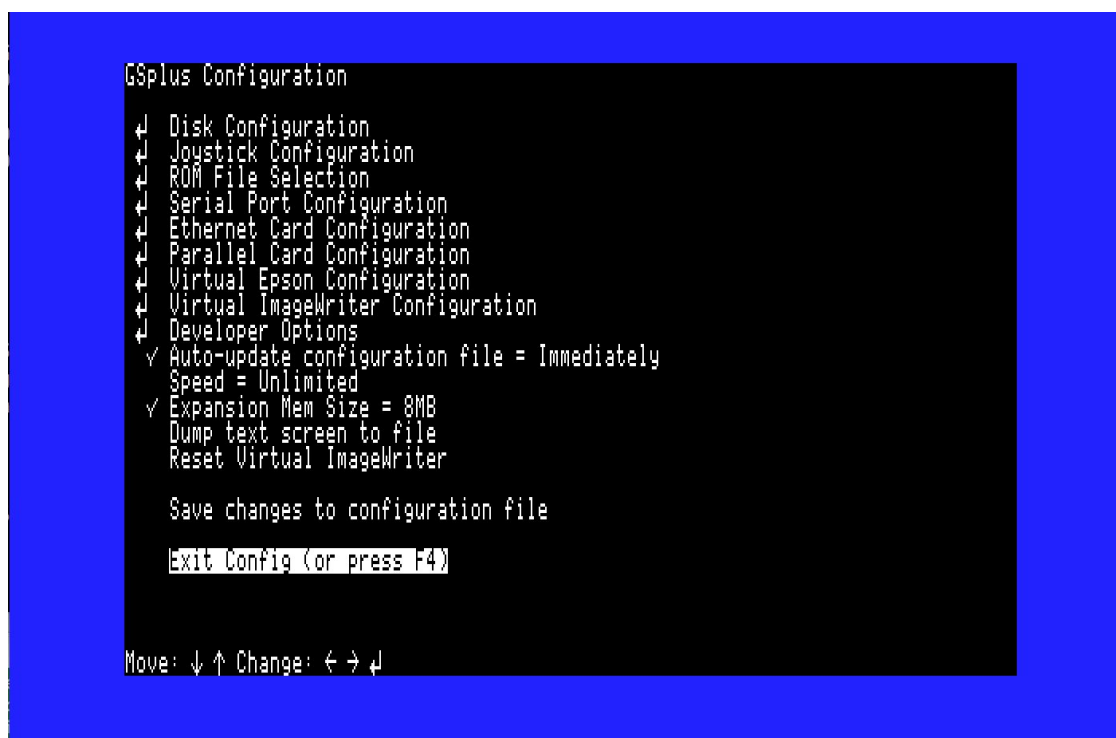 GSplus Configuration
↲ Disk Configuration
↲ Joystick Configuration
↲ ROM File Selection
↲ Serial Port Configuration
↲ Ethernet Card Configuration
↲ Parallel Card Configuration
↲ Virtual Epson Configuration
↲ Virtual ImageWriter Configuration
↲ Developer Options
√ Auto-update configuration file = Immediately
Speed = Unlimited
√ Expansion Mem Size = 8MB
Dump text screen to file
Reset Virtual ImageWriter
Save changes to configuration file
Exit Config (or press F4)
Move: ↓ ↑ Change: ← → ↲